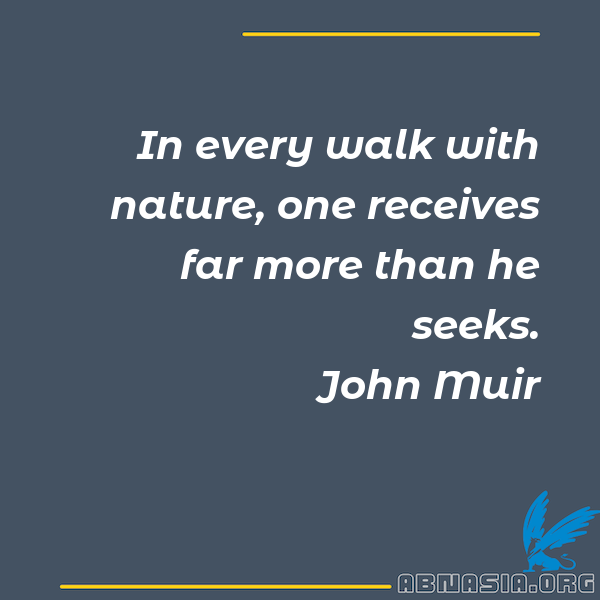 In every walk with
nature, one receives
far more than he
seeks.
John Muir
ABNASIA.ORG